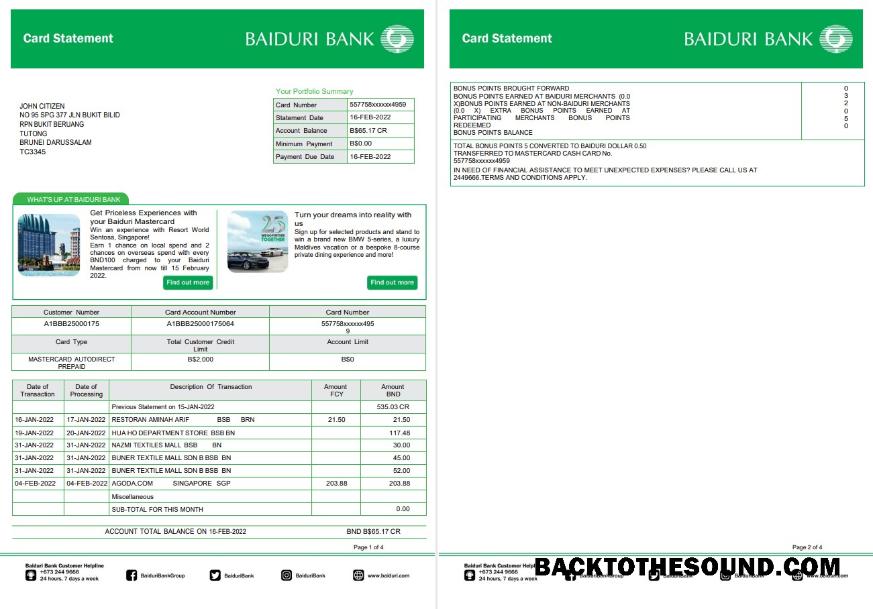 Card Statement
BAIDURI BANK
Your Portfolio Summary
JOHN CITIZEN
NO 95 SPG 377 JLN BUKIT BILID
RPN BUKIT BERUANG
TUTONG
BRUNEI DARUSSALAM
TC3345
Card Number 557758xxxxxx4959
Statement Date 16-FEB-2022
Account Balance B$65.17 CR
Minimum Payment B$0.00
Payment Due Date 16-FEB-2022
WHAT'S UP AT BAIDURI BANK
Get Priceless Experiences with
your Baiduri Mastercard
Win an experience with Resort World
Sentosa, Singapore!
Earn 1 chance on local spend and 2
chances on overseas spend with every
BND100 charged to your Baiduri
Mastercard from now till 15 February
2022.
Find out more
25
TOGETHER
Turn your dreams into reality with
us
Sign up for selected products and stand to
win a brand new BMW 5-series, a luxury
Maldives vacation or a bespoke 8-course
private dining experience and more!
Find out more
Customer Number Card Account Number Card Number
A1BBB25000175 A1BBB25000175064 557758xxxxxx495
9
Card Type Total Customer Credit Account Limit
Limit
MASTERCARD AUTODIRECT B$2,000 B$0
PREPAID
Date of Date of Description Of Transaction Amount Amount
Transaction Processing FCY BND
Previous Statement on 15-JAN-2022 535.03 CR
16-JAN-2022 17-JAN-2022 RESTORAN AMINAH ARIF BSB BRN 21.50 21.50
19-JAN-2022 20-JAN-2022 HUA HO DEPARTMENT STORE BSB BN 117.48
31-JAN-2022 31-JAN-2022 NAZMI TEXTILES MALL BSB BN 30.00
31-JAN-2022 31-JAN-2022 BUNER TEXTILE MALL SDN B BSB BN 45.00
31-JAN-2022 31-JAN-2022 BUNER TEXTILE MALL SDN B BSB BN 52.00
04-FEB-2022 04-FEB-2022 AGODA.COM SINGAPORE SGP 203.88 203.88
Miscellaneous
SUB-TOTAL FOR THIS MONTH 0.00
ACCOUNT TOTAL BALANCE ON 16-FEB-2022 BND B$65.17 CR
Page 1 of 4
Baiduri Bank Customer Helpline
+673 244 9666
24 hours, 7 days a week
BaiduriBankGroup
BaiduriBank
BaiduriBank
www.baiduri.com
Card Statement
BAIDURI BANK
BONUS POINTS BROUGHT FORWARD 0
BONUS POINTS EARNED AT BAIDURI MERCHANTS (0.0 3
X)BONUS POINTS EARNED AT NON-BAIDURI MERCHANTS 2
(0.0 X) EXTRA BONUS POINTS EARNED AT 0
PARTICIPATING MERCHANTS BONUS POINTS 5
REDEEMED 0
BONUS POINTS BALANCE
TOTAL BONUS POINTS 5 CONVERTED TO BAIDURI DOLLAR 0.50
TRANSFERRED TO MASTERCARD CASH CARD No.
557758xxxxxx4959
IN NEED OF FINANCIAL ASSISTANCE TO MEET UNEXPECTED EXPENSES? PLEASE CALL US AT
2449666.TERMS AND CONDITIONS APPLY.
Page 2 of 4
Baiduri Bank Customer Helpline
+673 244 9666
24 hours, 7 days a week
BACKTOTHESOUND.COM